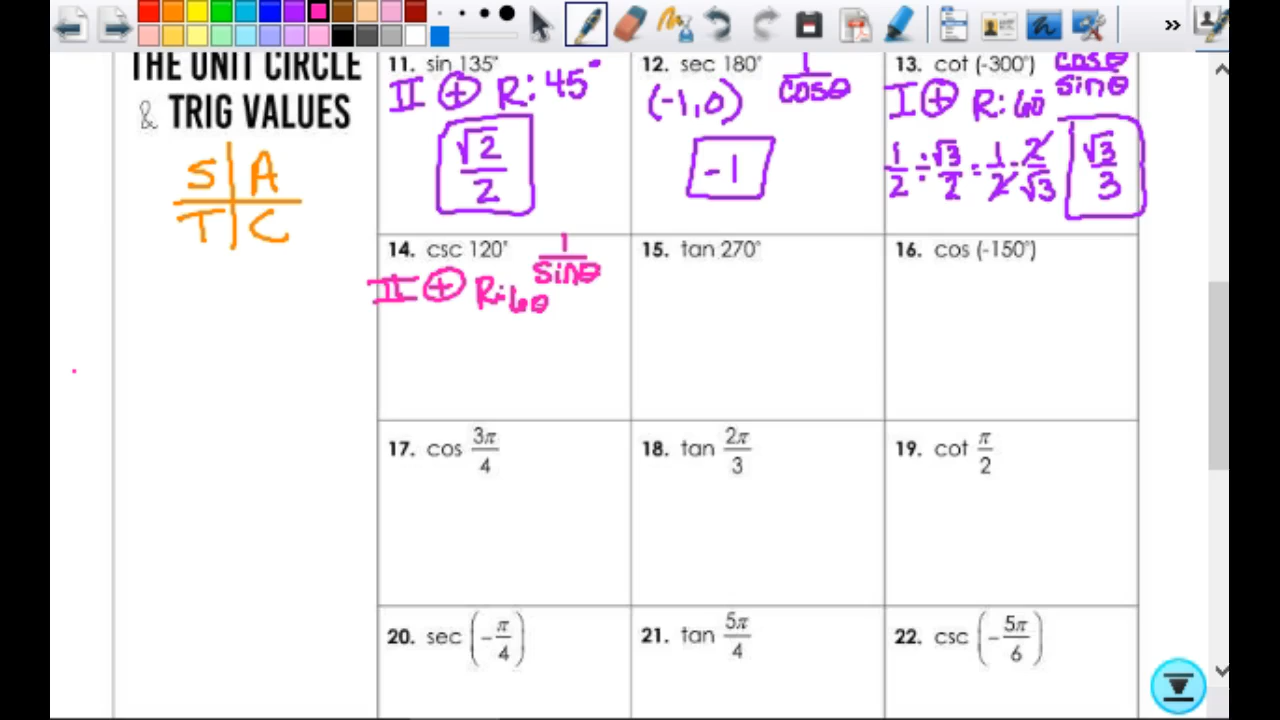 THE UNIT CIRCLE
& TRIG VALUES
S A
T C
11. sin 135°
II ⊕ R: 45°
√2/2
12. sec 180°
1/cosθ
(-1,0)
-1
13. cot (-300°)
cosθ/sinθ
I ⊕ R: 60
1/2 ÷ √3/2 = 1/2 · 2/√3
√3/3
14. csc 120°
1/sinθ
II ⊕ R: 60
15. tan 270°
16. cos (-150°)
17. cos 3π/4
18. tan 2π/3
19. cot π/2
20. sec (-π/4)
21. tan 5π/4
22. csc (-5π/6)